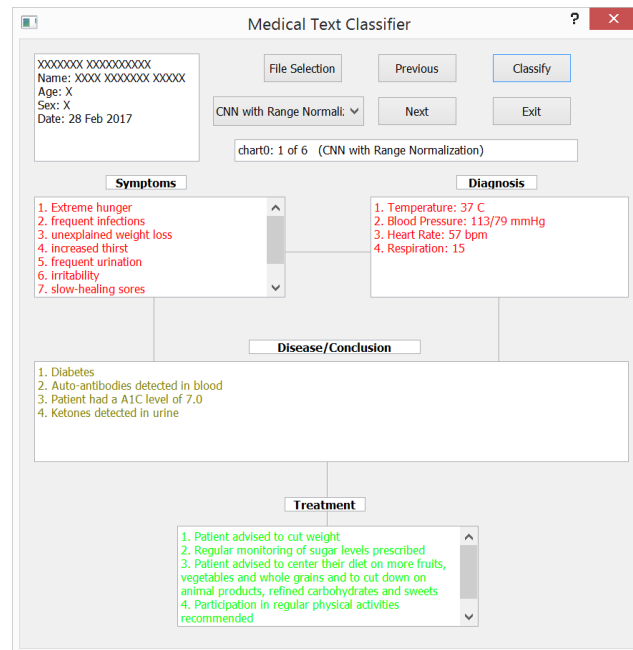 Medical Text Classifier
?
XXXXXXX XXXXXXXXXX
Name: XXXX XXXXXXX XXXXX
Age: X
Sex: X
Date: 28 Feb 2017
File Selection
Previous
Classify
CNN with Range Normali:
Next
Exit
chart0: 1 of 6 (CNN with Range Normalization)
Symptoms
1. Extreme hunger
2. frequent infections
3. unexplained weight loss
4. increased thirst
5. frequent urination
6. irritability
7. slow-healing sores
Diagnosis
1. Temperature: 37 C
2. Blood Pressure: 113/79 mmHg
3. Heart Rate: 57 bpm
4. Respiration: 15
Disease/Conclusion
1. Diabetes
2. Auto-antibodies detected in blood
3. Patient had a A1C level of 7.0
4. Ketones detected in urine
Treatment
1. Patient advised to cut weight
2. Regular monitoring of sugar levels prescribed
3. Patient advised to center their diet on more fruits,
vegetables and whole grains and to cut down on
animal products, refined carbohydrates and sweets
4. Participation in regular physical activities
recommended